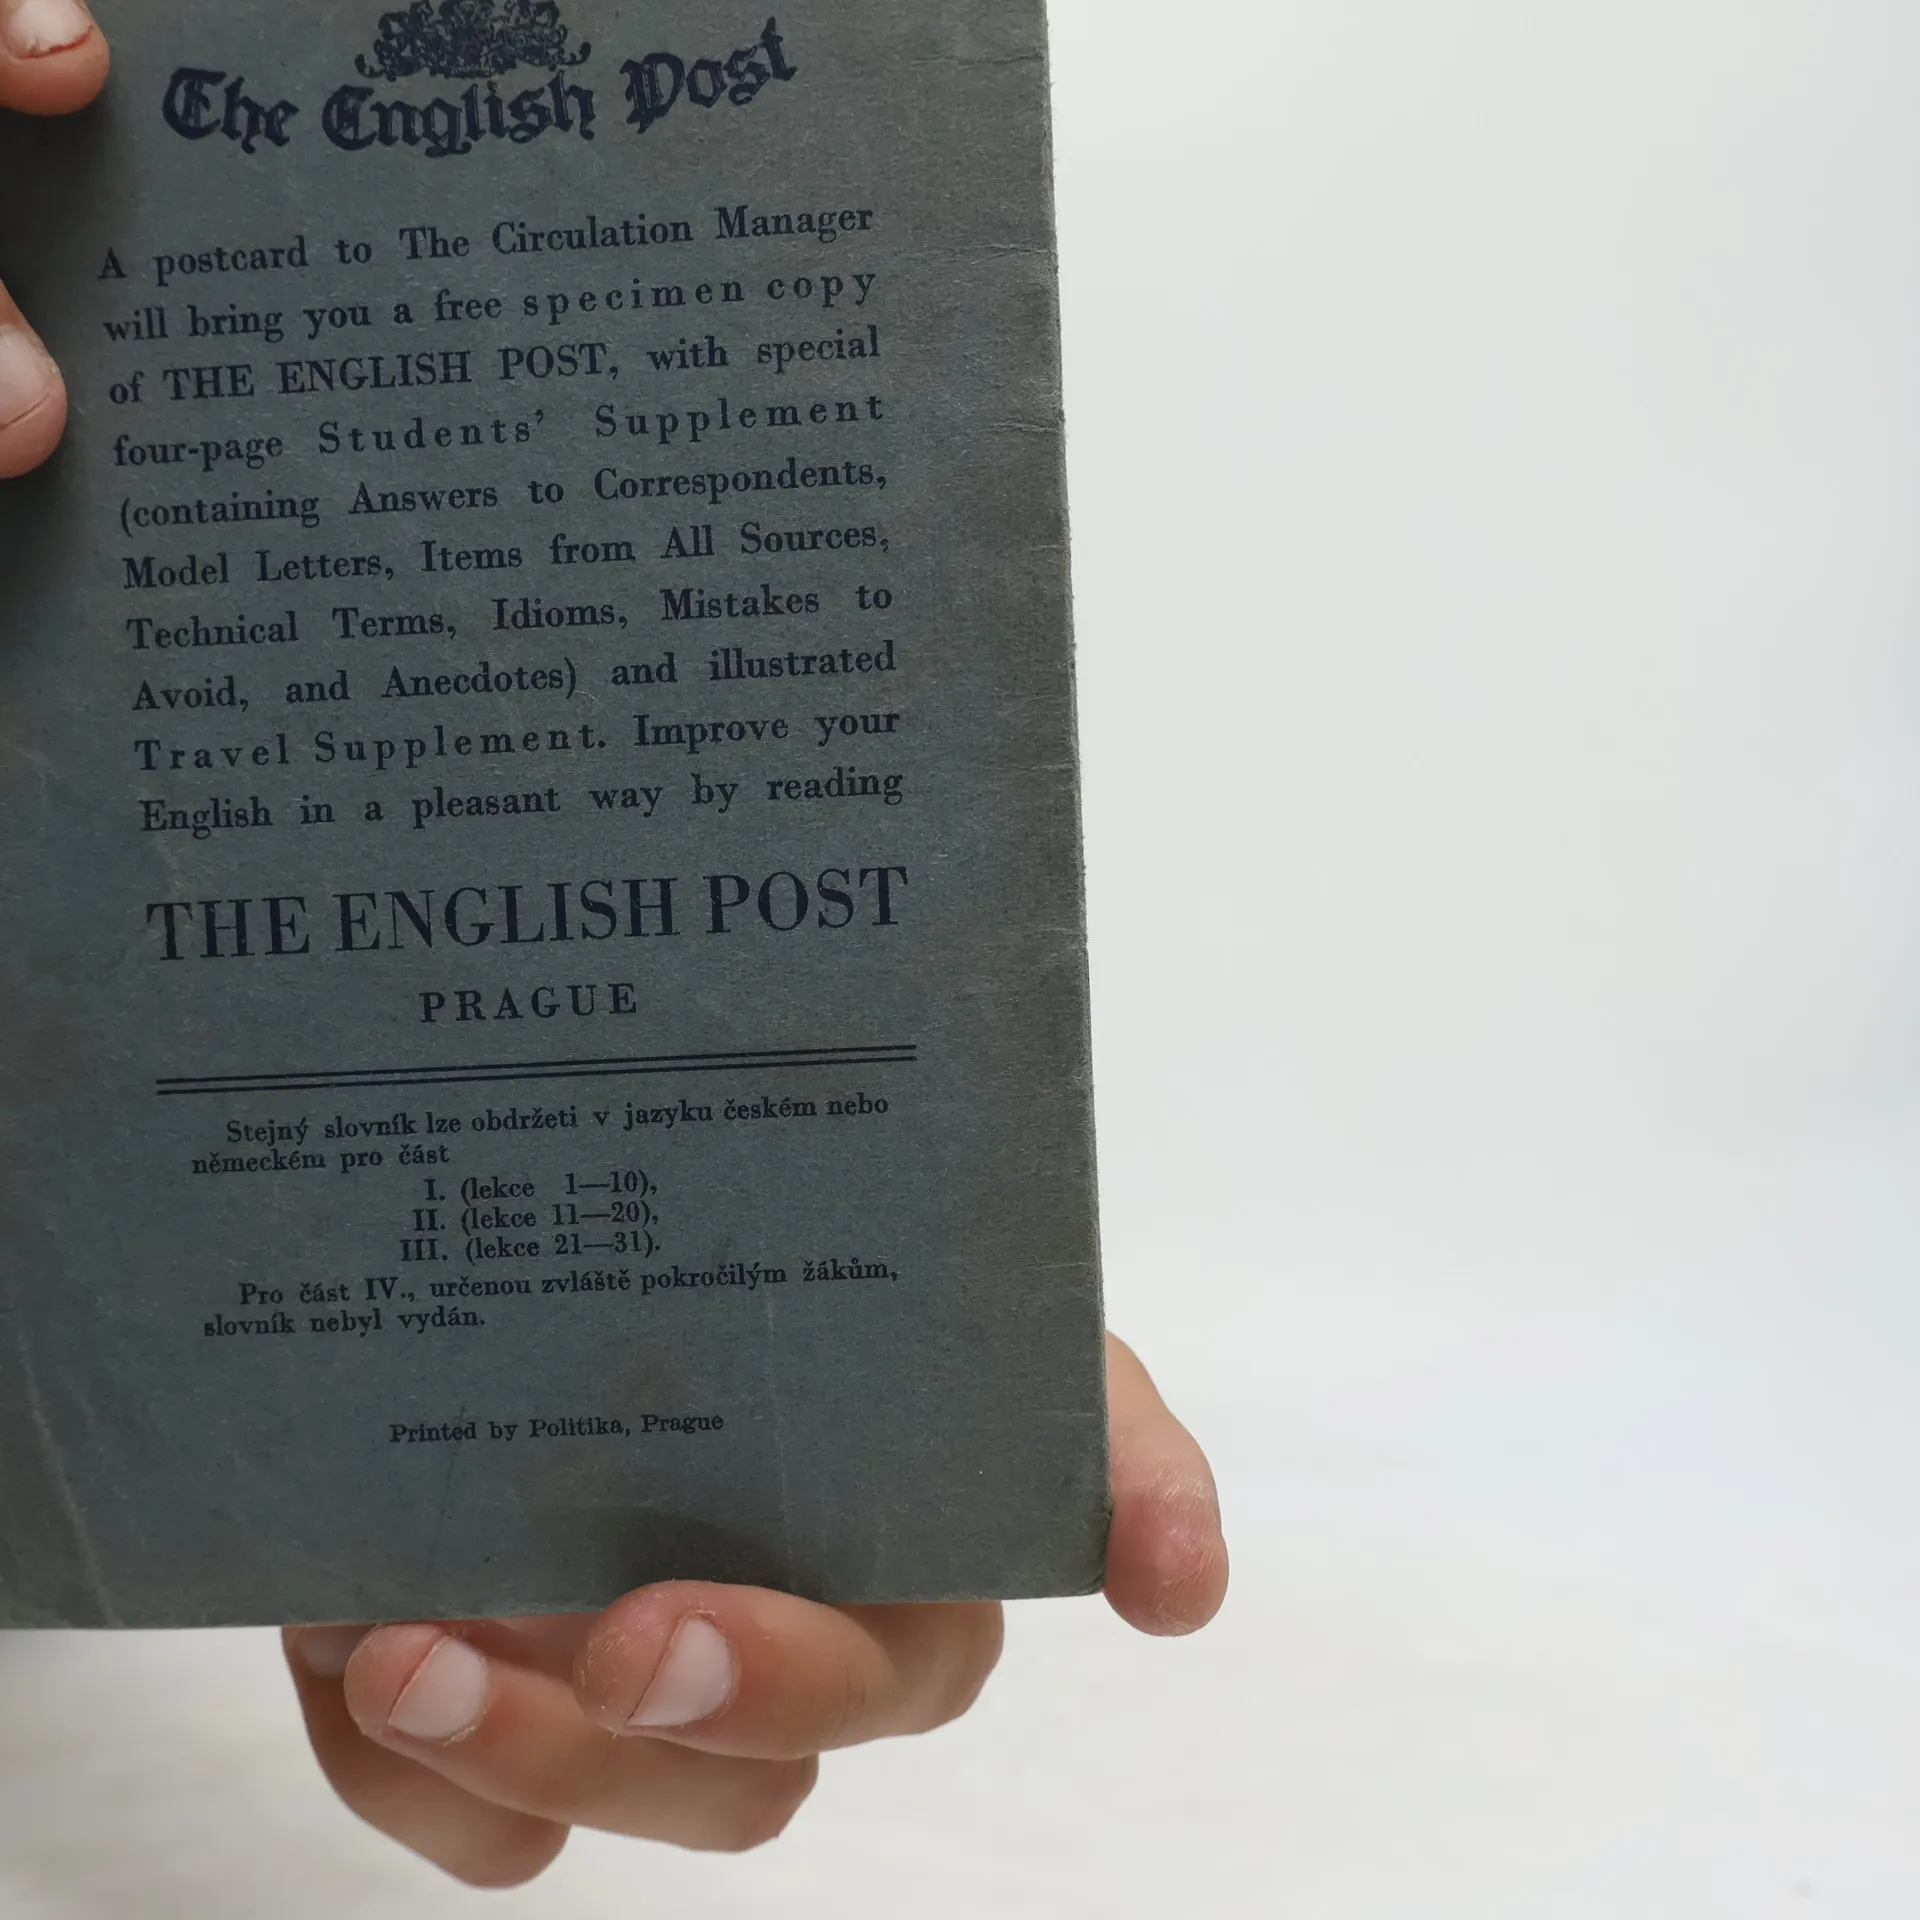 The English Post
A postcard to The Circulation Manager
will bring you a free specimen copy
of THE ENGLISH POST, with special
four-page Students' Supplement
(containing Answers to Correspondents,
Model Letters, Items from All Sources,
Technical Terms, Idioms, Mistakes to
Avoid, and Anecdotes) and illustrated
Travel Supplement. Improve your
English in a pleasant way by reading
THE ENGLISH POST
PRAGUE
Stejný slovník lze obdržeti v jazyku českém nebo
německém pro část
I. (lekce 1—10),
II. (lekce 11—20),
III. (lekce 21—31).
Pro část IV., určenou zvláště pokročilým žákům,
slovník nebyl vydán.
Printed by Politika, Prague